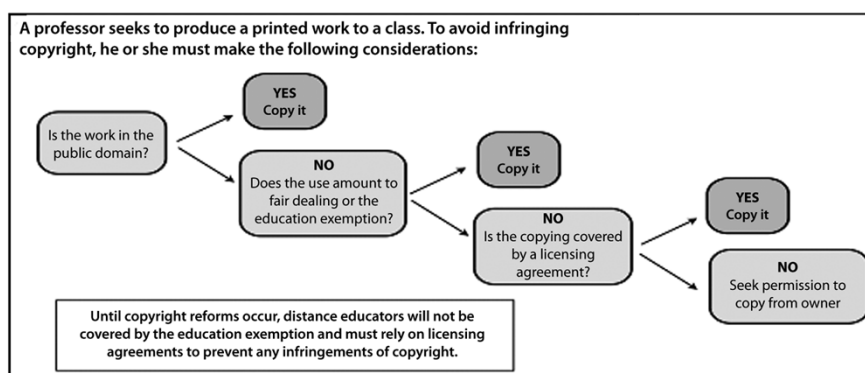 A professor seeks to produce a printed work to a class. To avoid infringing
copyright, he or she must make the following considerations:
Is the work in the
public domain?
YES
Copy it
NO
Does the use amount to
fair dealing or the
education exemption?
YES
Copy it
NO
Is the copying covered
by a licensing
agreement?
YES
Copy it
NO
Seek permission to
copy from owner
Until copyright reforms occur, distance educators will not be
covered by the education exemption and must rely on licensing
agreements to prevent any infringements of copyright.